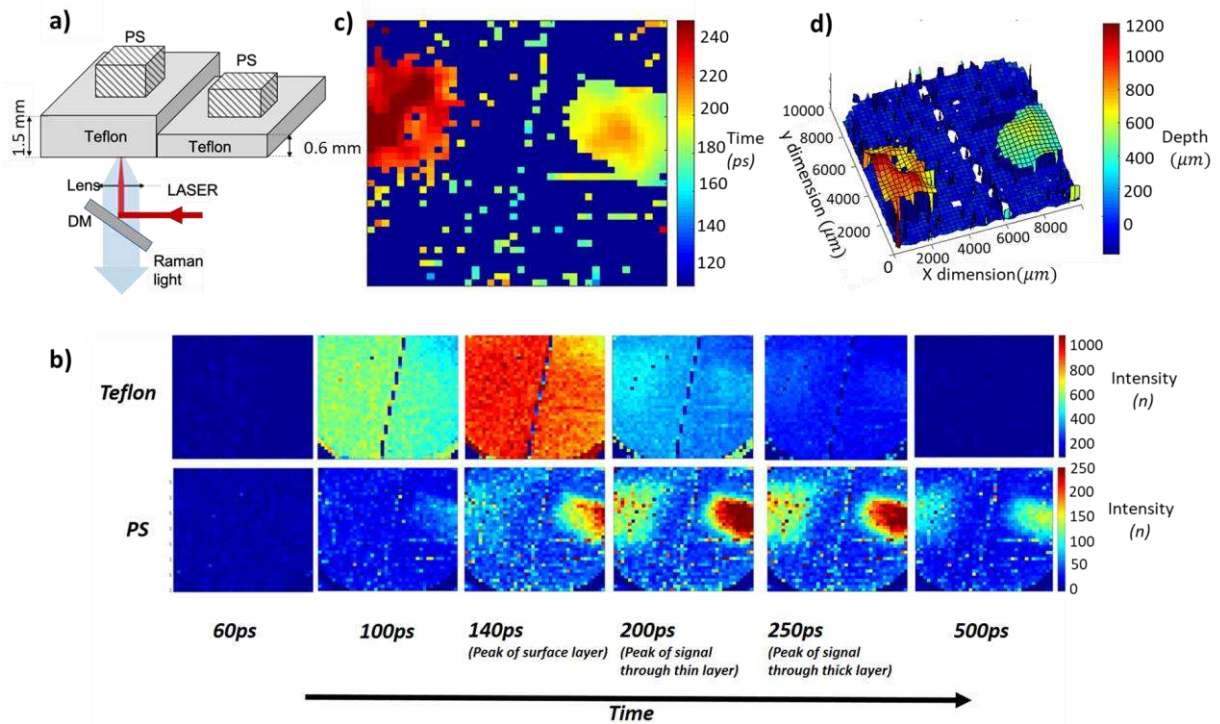 a)
PS
PS
Teflon
Teflon
1.5 mm
0.6 mm
Lens
LASER
DM
Raman
light
c)
240
220
200
180
160
140
120
Time
(ps)
d)
10000
8000
6000
4000
2000
0
y dimension (μm)
2000
4000
6000
8000
X dimension(μm)
1200
1000
800
600
400
200
0
Depth
(μm)
b)
Teflon
1000
800
600
400
200
Intensity
(n)
PS
250
200
150
100
50
0
Intensity
(n)
60ps
100ps
140ps
(Peak of surface layer)
200ps
(Peak of signal
through thin layer)
250ps
(Peak of signal
through thick layer)
500ps
Time